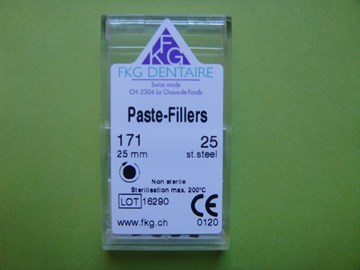 FKG
FKG DENTAIRE
Swiss made
CH-2304 La Chaux-de-Fonds
Paste-Fillers
171 25
25 mm st. steel
Non sterile
Sterilisation max. 200°C
LOT 16290 CE
www.fkg.ch 0120